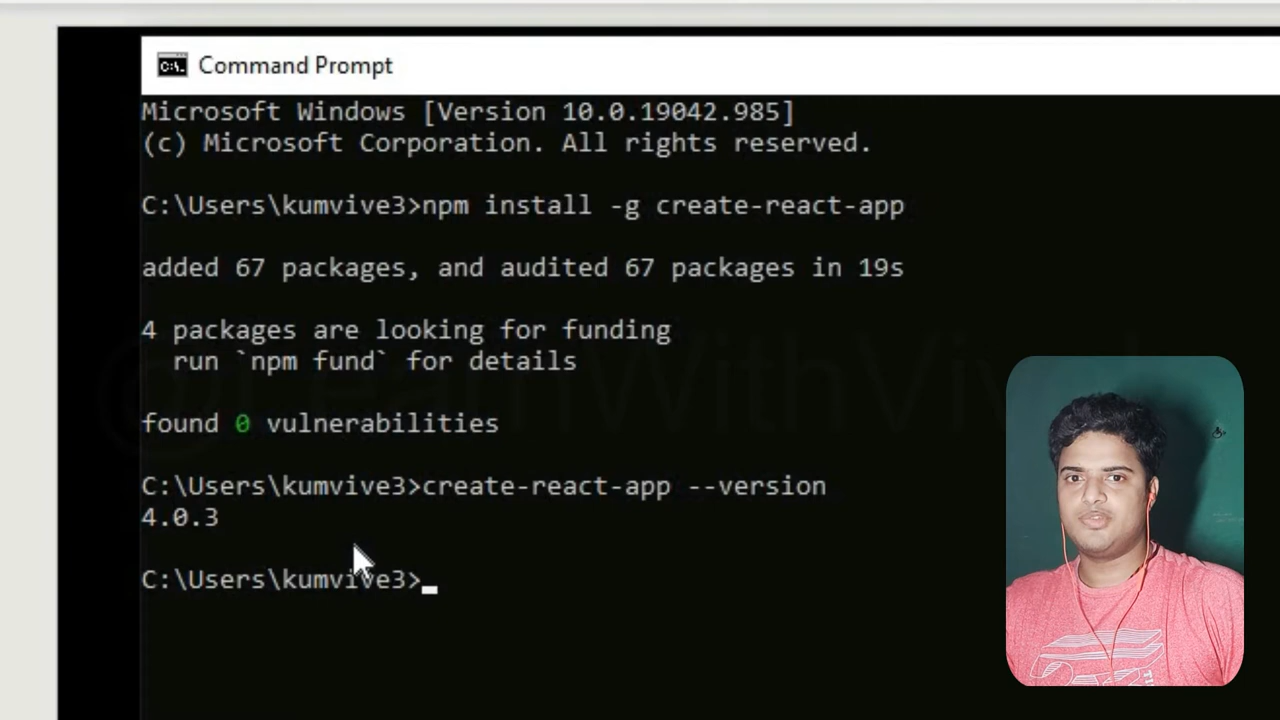 Command Prompt
Microsoft Windows [Version 10.0.19042.985]
(c) Microsoft Corporation. All rights reserved.
C:\Users\kumvive3>npm install -g create-react-app
added 67 packages, and audited 67 packages in 19s
4 packages are looking for funding
run `npm fund` for details
found 0 vulnerabilities
C:\Users\kumvive3>create-react-app --version
4.0.3
C:\Users\kumvive3>